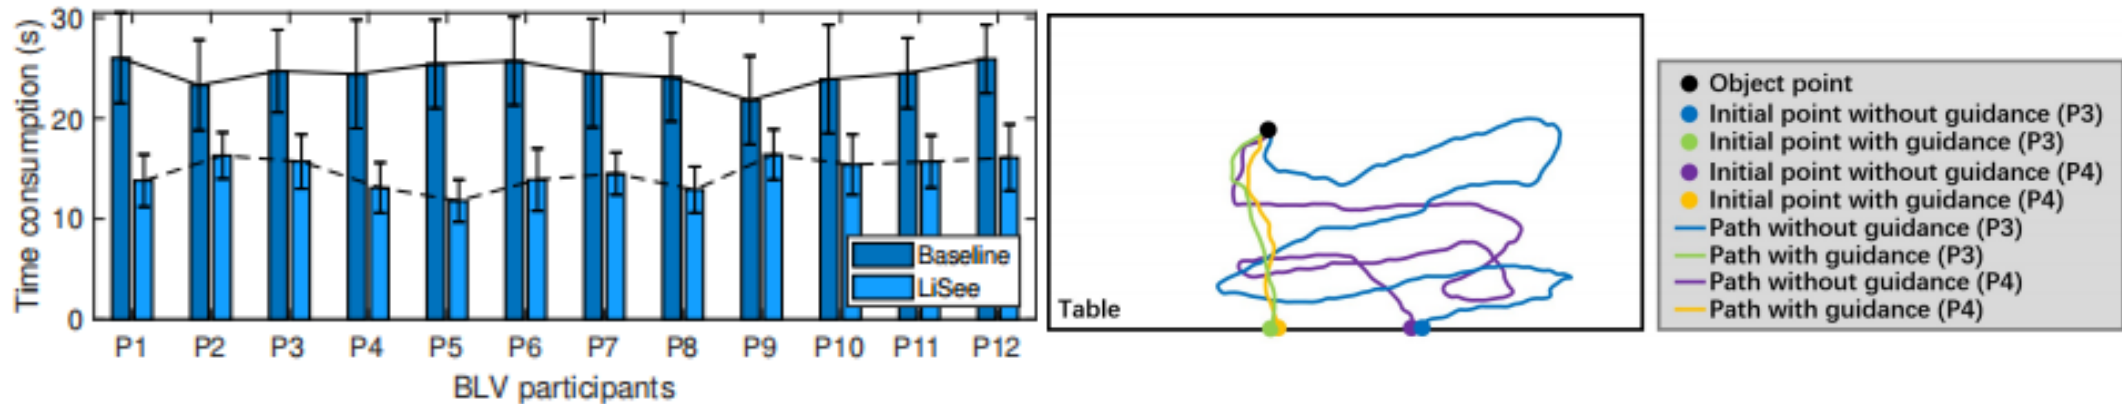 Time consumption (s)
30
20
10
0
P1 P2 P3 P4 P5 P6 P7 P8 P9 P10 P11 P12
BLV participants
Baseline
LiSee
Table
Object point
Initial point without guidance (P3)
Initial point with guidance (P3)
Initial point without guidance (P4)
Initial point with guidance (P4)
Path without guidance (P3)
Path with guidance (P3)
Path without guidance (P4)
Path with guidance (P4)